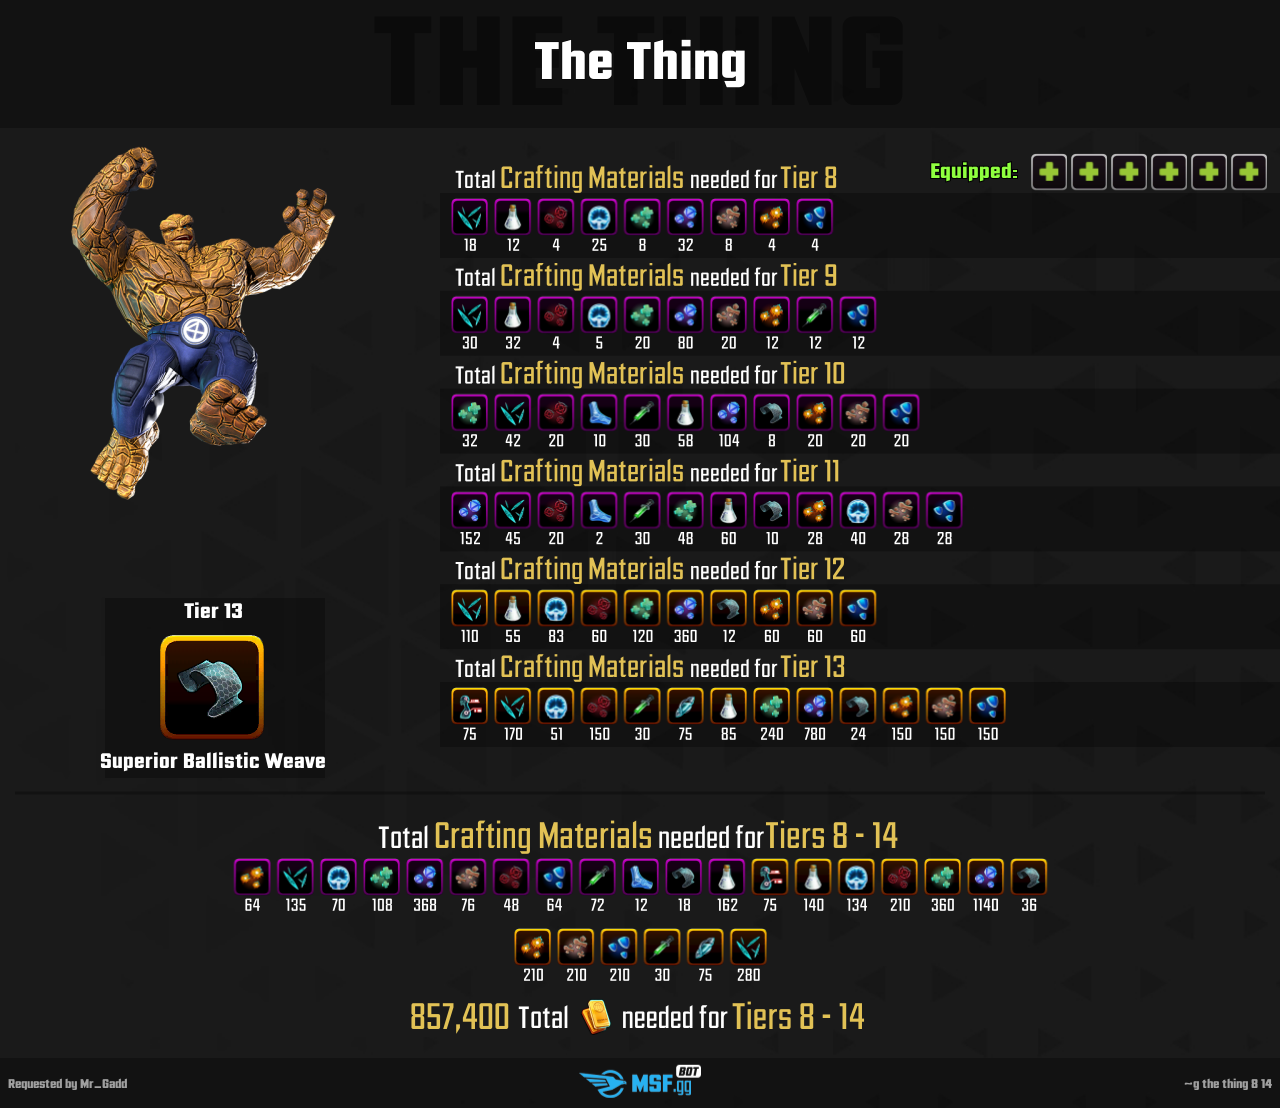 THE THING
The Thing
Equipped:
Total Crafting Materials needed for Tier 8
18 12 4 25 8 32 8 4 4
Total Crafting Materials needed for Tier 9
30 32 4 5 20 80 20 12 12 12
Total Crafting Materials needed for Tier 10
32 42 20 10 30 58 104 8 20 20 20
Total Crafting Materials needed for Tier 11
152 45 20 2 30 48 60 10 28 40 28 28
Total Crafting Materials needed for Tier 12
110 55 83 60 120 360 12 60 60 60
Total Crafting Materials needed for Tier 13
75 170 51 150 30 75 85 240 780 24 150 150 150
Tier 13
Superior Ballistic Weave
Total Crafting Materials needed for Tiers 8 - 14
64 135 70 108 368 76 48 64 72 12 18 162 75 140 134 210 360 1140 36
210 210 210 30 75 280
857,400 Total needed for Tiers 8 - 14
Requested by Mr_Gadd
MSF.gg BOT
~g the thing 8 14